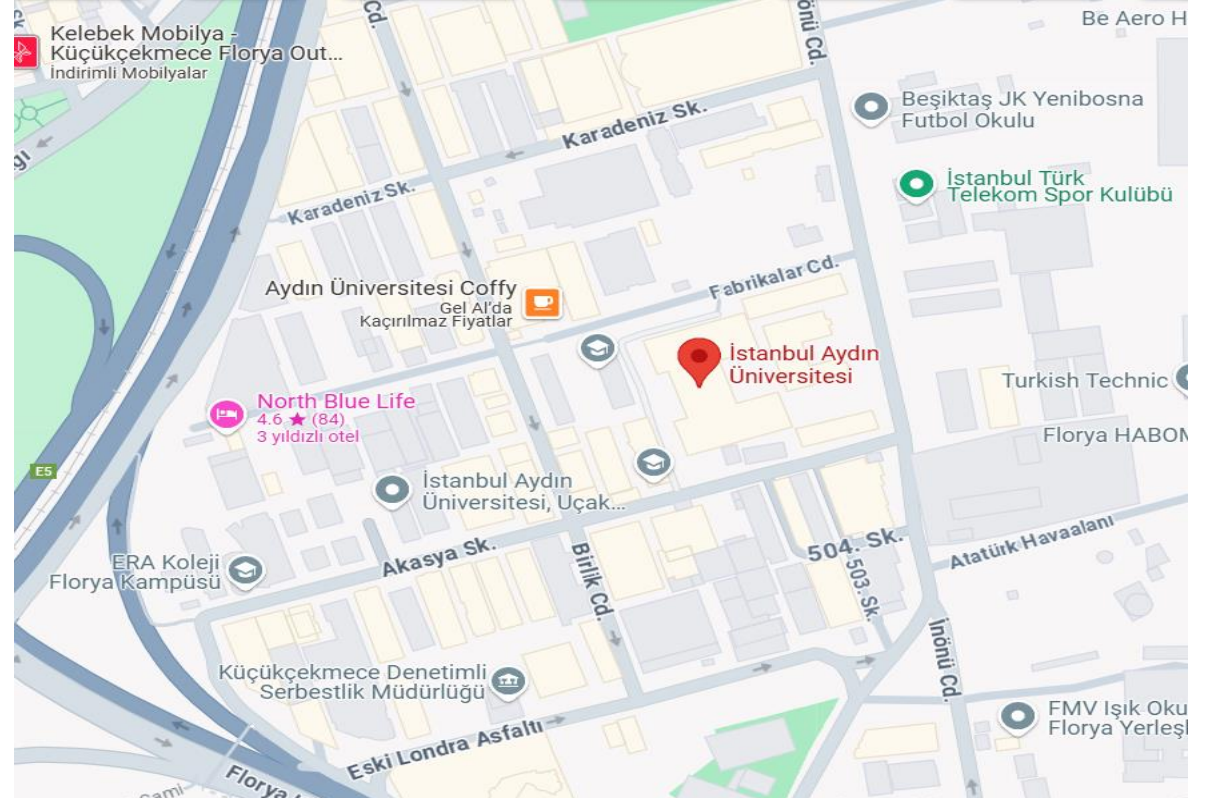 Sk
Cd.
İnönü Cd.
Be Aero H
Kelebek Mobilya -
Küçükçekmece Florya Out...
İndirimli Mobilyalar
Beşiktaş JK Yenibosna
Futbol Okulu
Karadeniz Sk.
İstanbul Türk
Telekom Spor Kulübü
Karadeniz Sk.
Fabrikalar Cd.
Aydın Üniversitesi Coffy
Gel Al'da
Kaçırılmaz Fiyatlar
İstanbul Aydın
Üniversitesi
Turkish Technic
North Blue Life
4.6 ★ (84)
3 yıldızlı otel
Florya HABOM
E5
İstanbul Aydın
Üniversitesi, Uçak...
504. Sk.
Atatürk Havaalanı
Akasya Sk.
Birlik Cd.
503. Sk.
ERA Koleji
Florya Kampüsü
İnönü Cd.
Küçükçekmece Denetimli
Serbestlik Müdürlüğü
FMV Işık Oku
Florya Yerleşk
Eski Londra Asfaltı
Florya
Cami